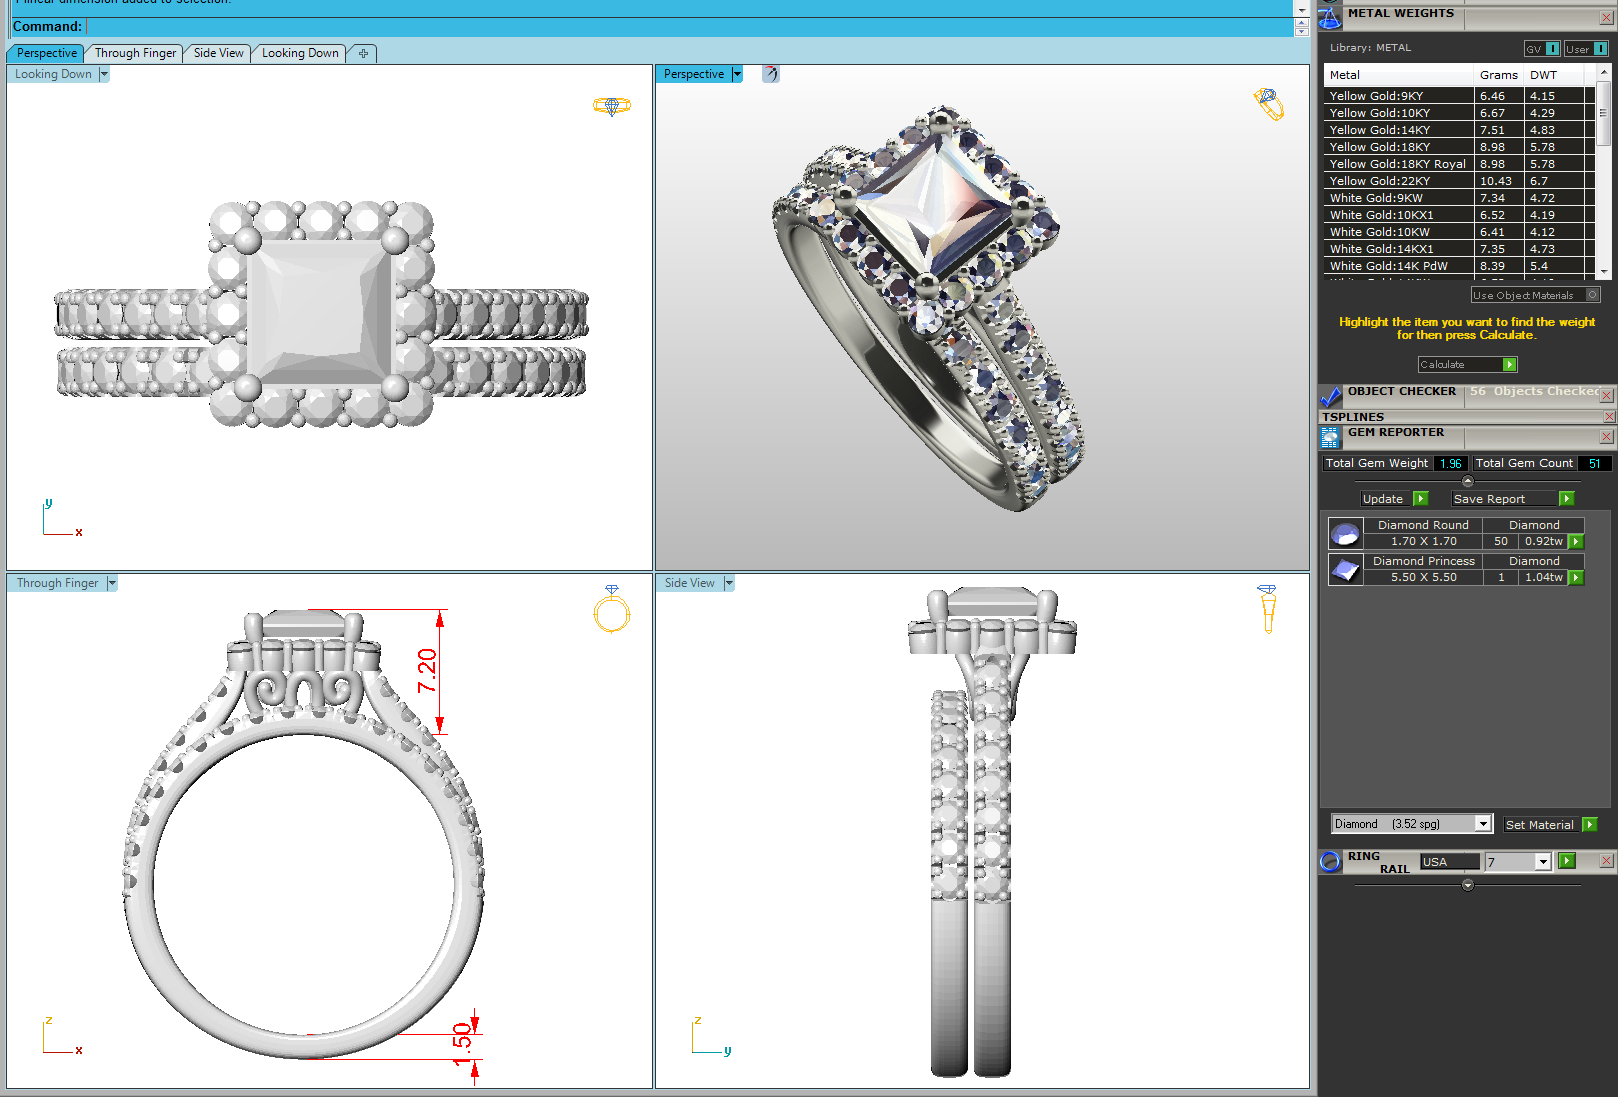 1 linear dimension added to selection.
Command:
Perspective
Through Finger
Side View
Looking Down
Looking Down
Perspective
y
x
Through Finger
Side View
7.20
1.50
z
x
z
y
METAL WEIGHTS
Library: METAL
GV
User
Metal Grams DWT
Yellow Gold:9KY 6.46 4.15
Yellow Gold:10KY 6.67 4.29
Yellow Gold:14KY 7.51 4.83
Yellow Gold:18KY 8.98 5.78
Yellow Gold:18KY Royal 8.98 5.78
Yellow Gold:22KY 10.43 6.7
White Gold:9KW 7.34 4.72
White Gold:10KX1 6.52 4.19
White Gold:10KW 6.41 4.12
White Gold:14KX1 7.35 4.73
White Gold:14K PdW 8.39 5.4
Use Object Materials
Highlight the item you want to find the weight
for then press Calculate.
Calculate
OBJECT CHECKER 56 Objects Checked
TSPLINES
GEM REPORTER
Total Gem Weight 1.96 Total Gem Count 51
Update Save Report
Diamond Round Diamond
1.70 X 1.70 50 0.92tw
Diamond Princess Diamond
5.50 X 5.50 1 1.04tw
Diamond (3.52 spg) Set Material
RING
RAIL USA 7